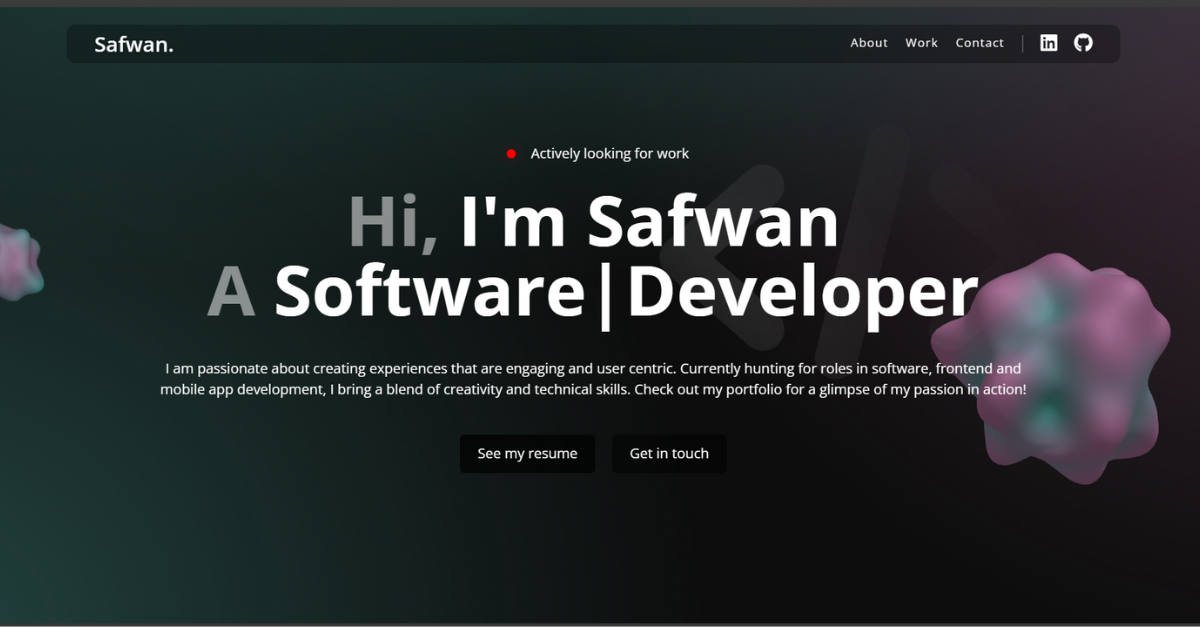 Safwan.
About Work Contact
in
Actively looking for work
Hi, I'm Safwan
A Software|Developer
I am passionate about creating experiences that are engaging and user centric. Currently hunting for roles in software, frontend and
mobile app development, I bring a blend of creativity and technical skills. Check out my portfolio for a glimpse of my passion in action!
See my resume
Get in touch